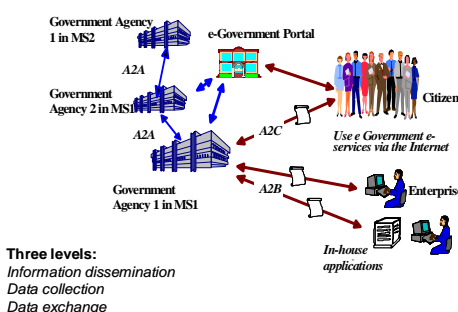 Government Agency
1 in MS2
e-Government Portal
A2A
Government
Agency 2 in MS1
Citizen
A2A
A2C
Use e Government e-
services via the Internet
Government
Agency 1 in MS1
A2B
Enterprise
In-house
applications
Three levels:
Information dissemination
Data collection
Data exchange